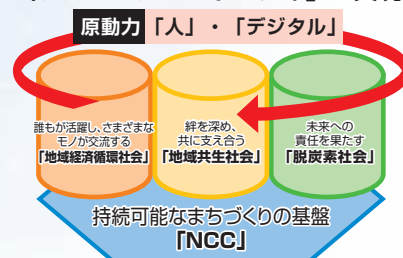 原動力「人」・「デジタル」
誰もが活躍し、さまざまな
モノが交流する
「地域経済循環社会」
絆を深め、
共に支え合う
「地域共生社会」
未来への
責任を果たす
「脱炭素社会」
持続可能なまちづくりの基盤
「NCC」